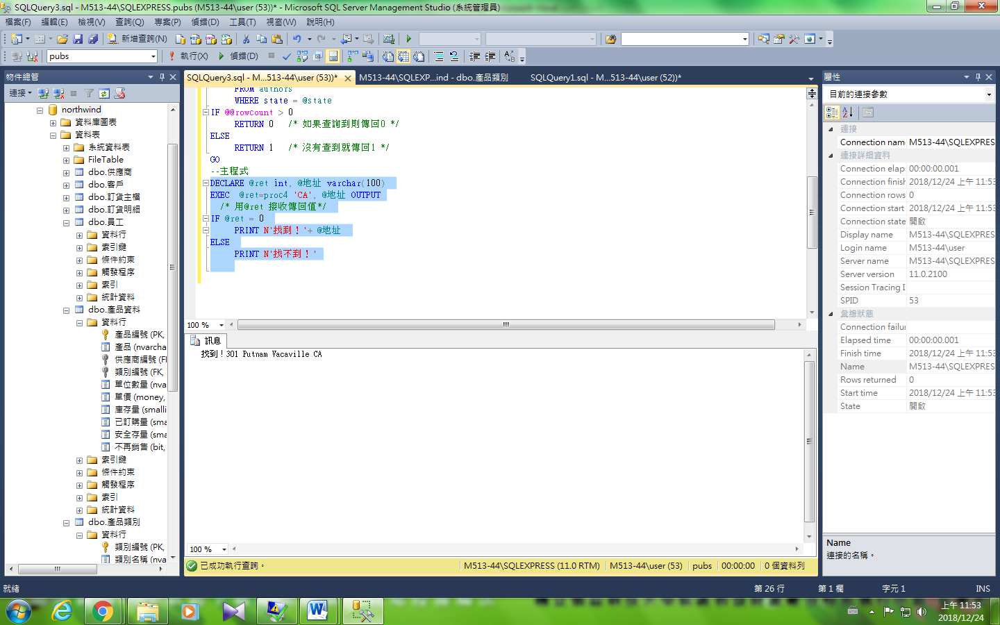 SQLQuery3.sql - M513-44\SQLEXPRESS.pubs (M513-44\user (53))* - Microsoft SQL Server Management Studio (系統管理員)
檔案(F) 編輯(E) 檢視(V) 查詢(Q) 專案(P) 偵錯(D) 工具(T) 視窗(W) 說明(H)
新增查詢(N)
pubs 執行(X) 偵錯(D)
物件總管
連接
northwind
資料庫圖表
資料表
系統資料表
FileTable
dbo.供應商
dbo.客戶
dbo.訂貨主檔
dbo.訂貨明細
dbo.員工
資料行
索引鍵
條件約束
觸發程序
索引
統計資料
dbo.產品資料
資料行
產品編號 (PK,
產品 (nvarcha
供應商編號 (Fl
類別編號 (FK,
單位數量 (nva
單價 (money,
庫存量 (smalli
已訂購量 (sma
安全存量 (sma
不再銷售 (bit,
索引鍵
條件約束
觸發程序
索引
統計資料
dbo.產品類別
資料行
類別編號 (PK,
類別名稱 (nva
SQLQuery3.sql - M...513-44\user (53))* M513-44\SQLEXP...ind - dbo.產品類別 SQLQuery1.sql - M...513-44\user (52))*
FROM authors
WHERE state = @state
IF @@rowcount > 0
RETURN 0 /* 如果查詢到則傳回0 */
ELSE
RETURN 1 /* 沒有查到就傳回1 */
GO
--主程式
DECLARE @ret int, @地址 varchar(100)
EXEC @ret=proc4 'CA', @地址 OUTPUT
/* 用@ret 接收傳回值*/
IF @ret = 0
PRINT N'找到！'+ @地址
ELSE
PRINT N'找不到！'
100 %
訊息
找到！301 Putnam Vacaville CA
100 %
已成功執行查詢。 M513-44\SQLEXPRESS (11.0 RTM) M513-44\user (53) pubs 00:00:00 0 個資料列
屬性
目前的連接參數
連接
Connection name M513-44\SQLEXPRES
連接詳細資料
Connection elap: 00:00:00.001
Connection finish 2018/12/24 上午 11:53
Connection rows 0
Connection start 2018/12/24 上午 11:53
Connection state 開啟
Display name M513-44\SQLEXPRES
Login name M513-44\user
Server name M513-44\SQLEXPRES
Server version 11.0.2100
Session Tracing I
SPID 53
彙總狀態
Connection failur
Elapsed time 00:00:00.001
Finish time 2018/12/24 上午 11:53
Name M513-44\SQLEXPRES
Rows returned 0
Start time 2018/12/24 上午 11:53
State 開啟
Name
連接的名稱。
就緒 第 26 行 第 1 欄 字元 1 INS
上午 11:53
2018/12/24